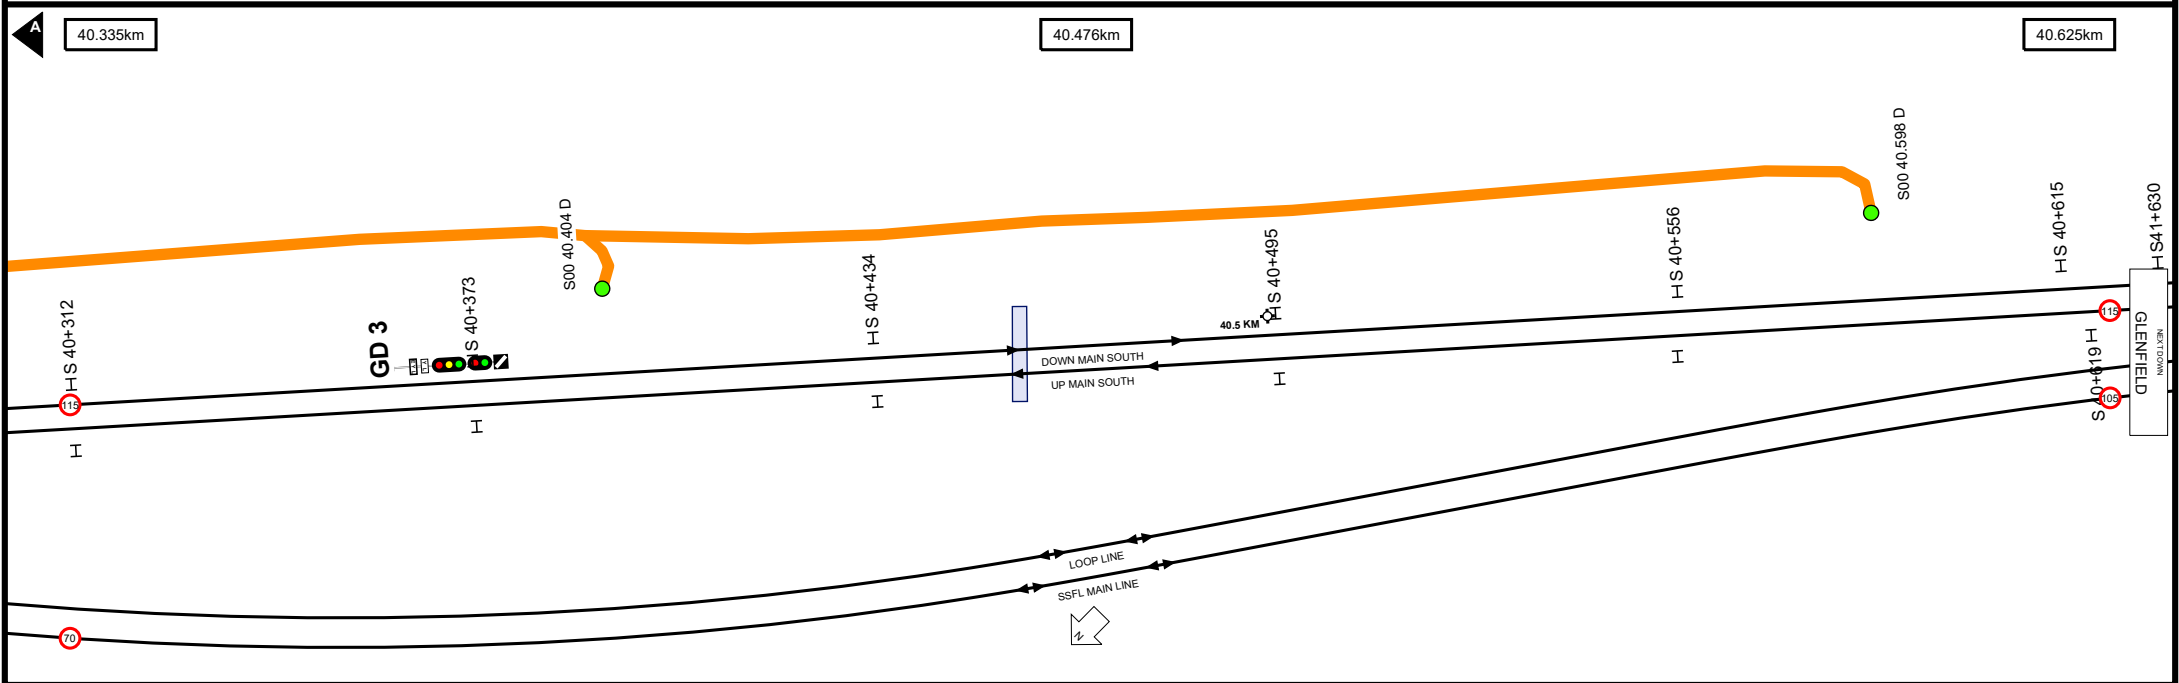 A
40.335km
40.476km
40.625km
S00 40.598 D
S00 40.404 D
HS 40+615
HS41+630
HS 40+556
HS 40+495
HS 40+434
HS 40+373
HS 40+312
GD 3
40.5 KM
DOWN MAIN SOUTH
UP MAIN SOUTH
115
115
GLENFIELD
NEXT DOWN
S 40+619 H
105
LOOP LINE
SSFL MAIN LINE
N
70